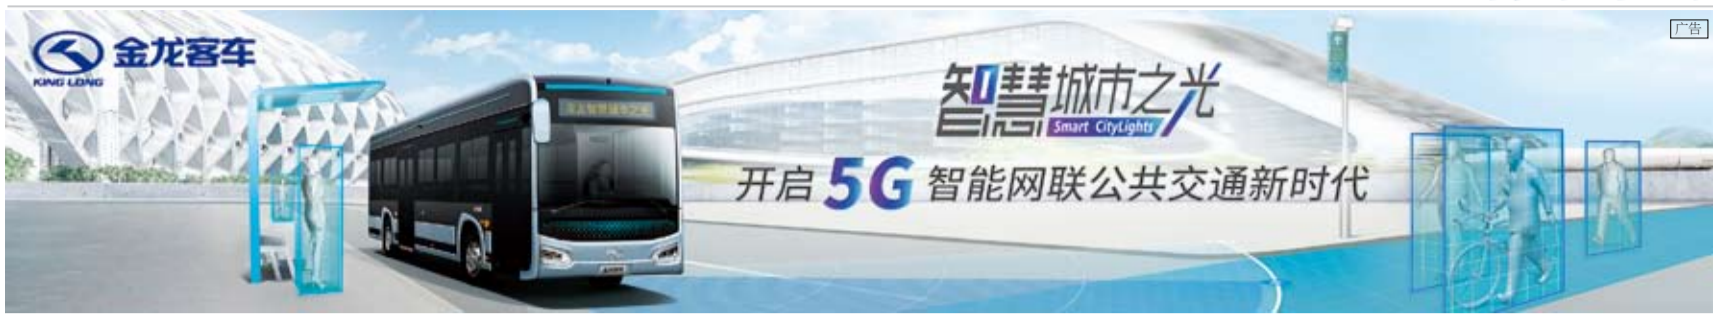 金龙客车
KING LONG
广告
智慧城市之光
Smart CityLights
开启5G智能网联公共交通新时代